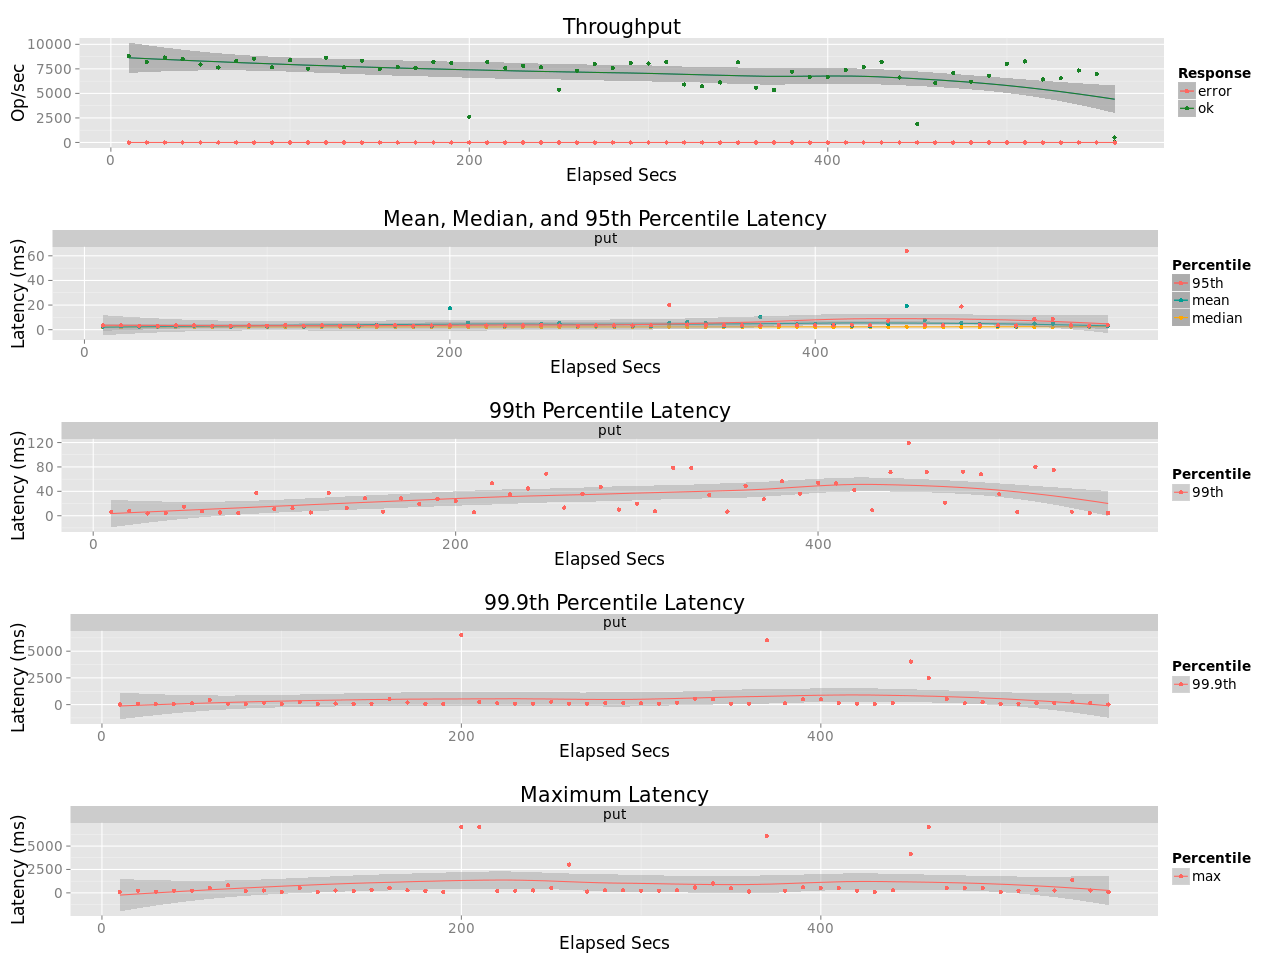 Throughput
Op/sec
10000
7500
5000
2500
0
0 200 400
Elapsed Secs
Response
error
ok
Mean, Median, and 95th Percentile Latency
put
Latency (ms)
60
40
20
0
0 200 400
Elapsed Secs
Percentile
95th
mean
median
99th Percentile Latency
put
Latency (ms)
120
80
40
0
0 200 400
Elapsed Secs
Percentile
99th
99.9th Percentile Latency
put
Latency (ms)
5000
2500
0
0 200 400
Elapsed Secs
Percentile
99.9th
Maximum Latency
put
Latency (ms)
5000
2500
0
0 200 400
Elapsed Secs
Percentile
max